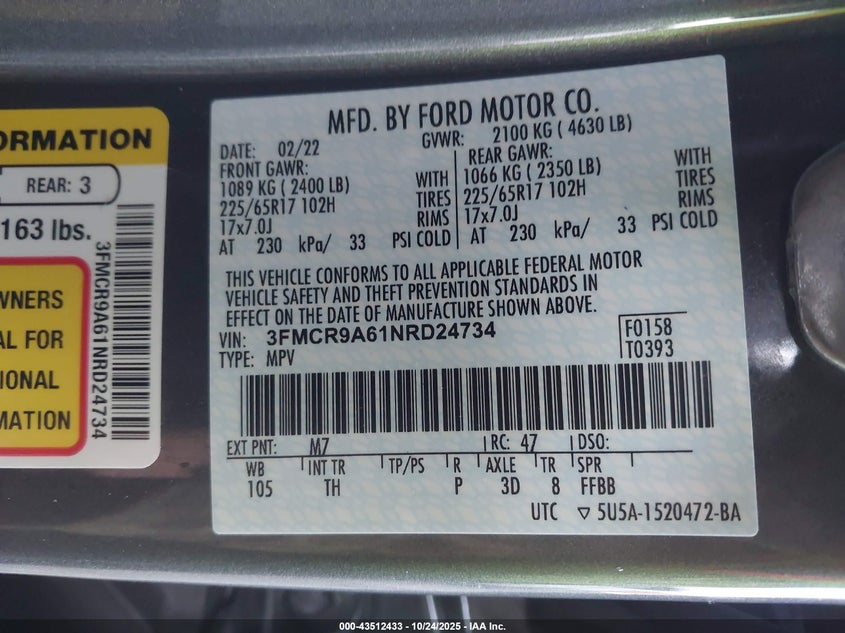 ORMATION
REAR: 3
163 lbs.
3FMCR9A61NRD24734
WNERS
AL FOR
IONAL
MATION
MFD. BY FORD MOTOR CO.
DATE: 02/22 GVWR: 2100 KG ( 4630 LB)
FRONT GAWR: REAR GAWR:
1089 KG ( 2400 LB) WITH 1066 KG ( 2350 LB) WITH
225/65R17 102H TIRES 225/65R17 102H TIRES
17x7.0J RIMS 17x7.0J RIMS
AT 230 kPa/ 33 PSI COLD AT 230 kPa/ 33 PSI COLD
THIS VEHICLE CONFORMS TO ALL APPLICABLE FEDERAL MOTOR
VEHICLE SAFETY AND THEFT PREVENTION STANDARDS IN
EFFECT ON THE DATE OF MANUFACTURE SHOWN ABOVE.
VIN: 3FMCR9A61NRD24734 F0158
TYPE: MPV T0393
EXT PNT: M7 RC: 47 DSO:
WB INT TR TP/PS R AXLE TR SPR
105 TH P 3D 8 FFBB
UTC ▽ 5U5A-1520472-BA
000-43512433 - 10/24/2025 - IAA Inc.